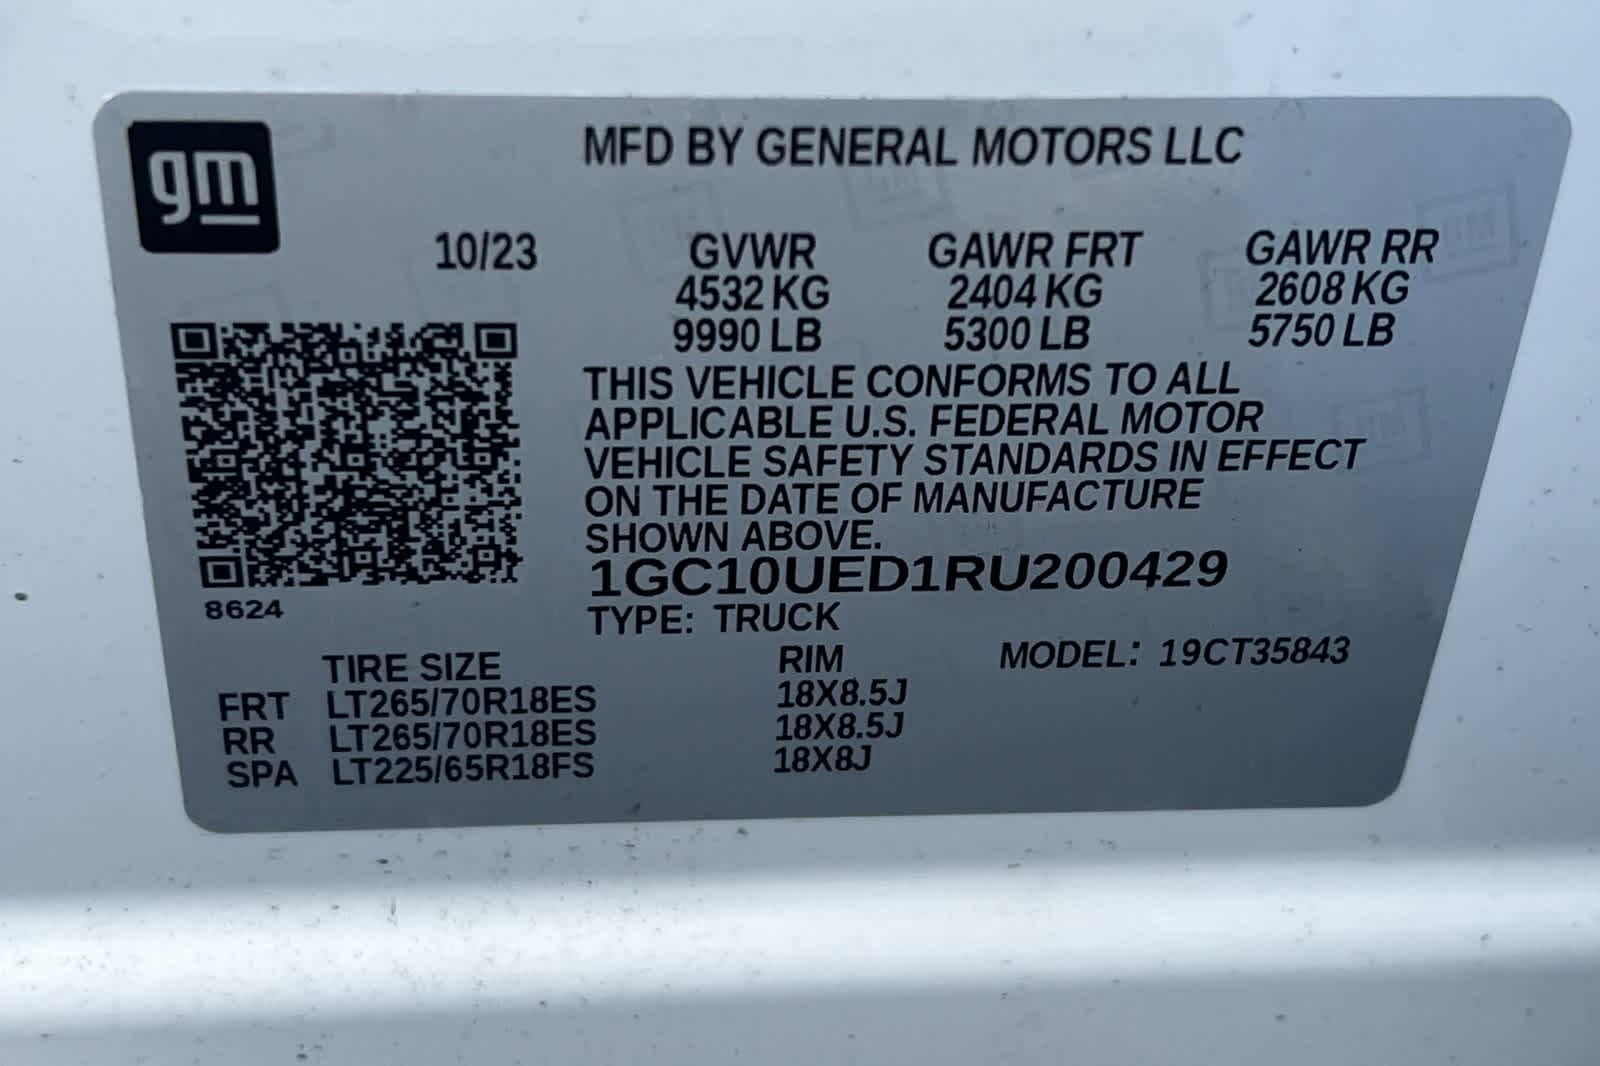 gm
MFD BY GENERAL MOTORS LLC
10/23 GVWR GAWR FRT GAWR RR
4532 KG 2404 KG 2608 KG
9990 LB 5300 LB 5750 LB
THIS VEHICLE CONFORMS TO ALL
APPLICABLE U.S. FEDERAL MOTOR
VEHICLE SAFETY STANDARDS IN EFFECT
ON THE DATE OF MANUFACTURE
SHOWN ABOVE.
1GC10UED1RU200429
8624
TYPE: TRUCK
TIRE SIZE RIM MODEL: 19CT35843
FRT LT265/70R18ES 18X8.5J
RR LT265/70R18ES 18X8.5J
SPA LT225/65R18FS 18X8J